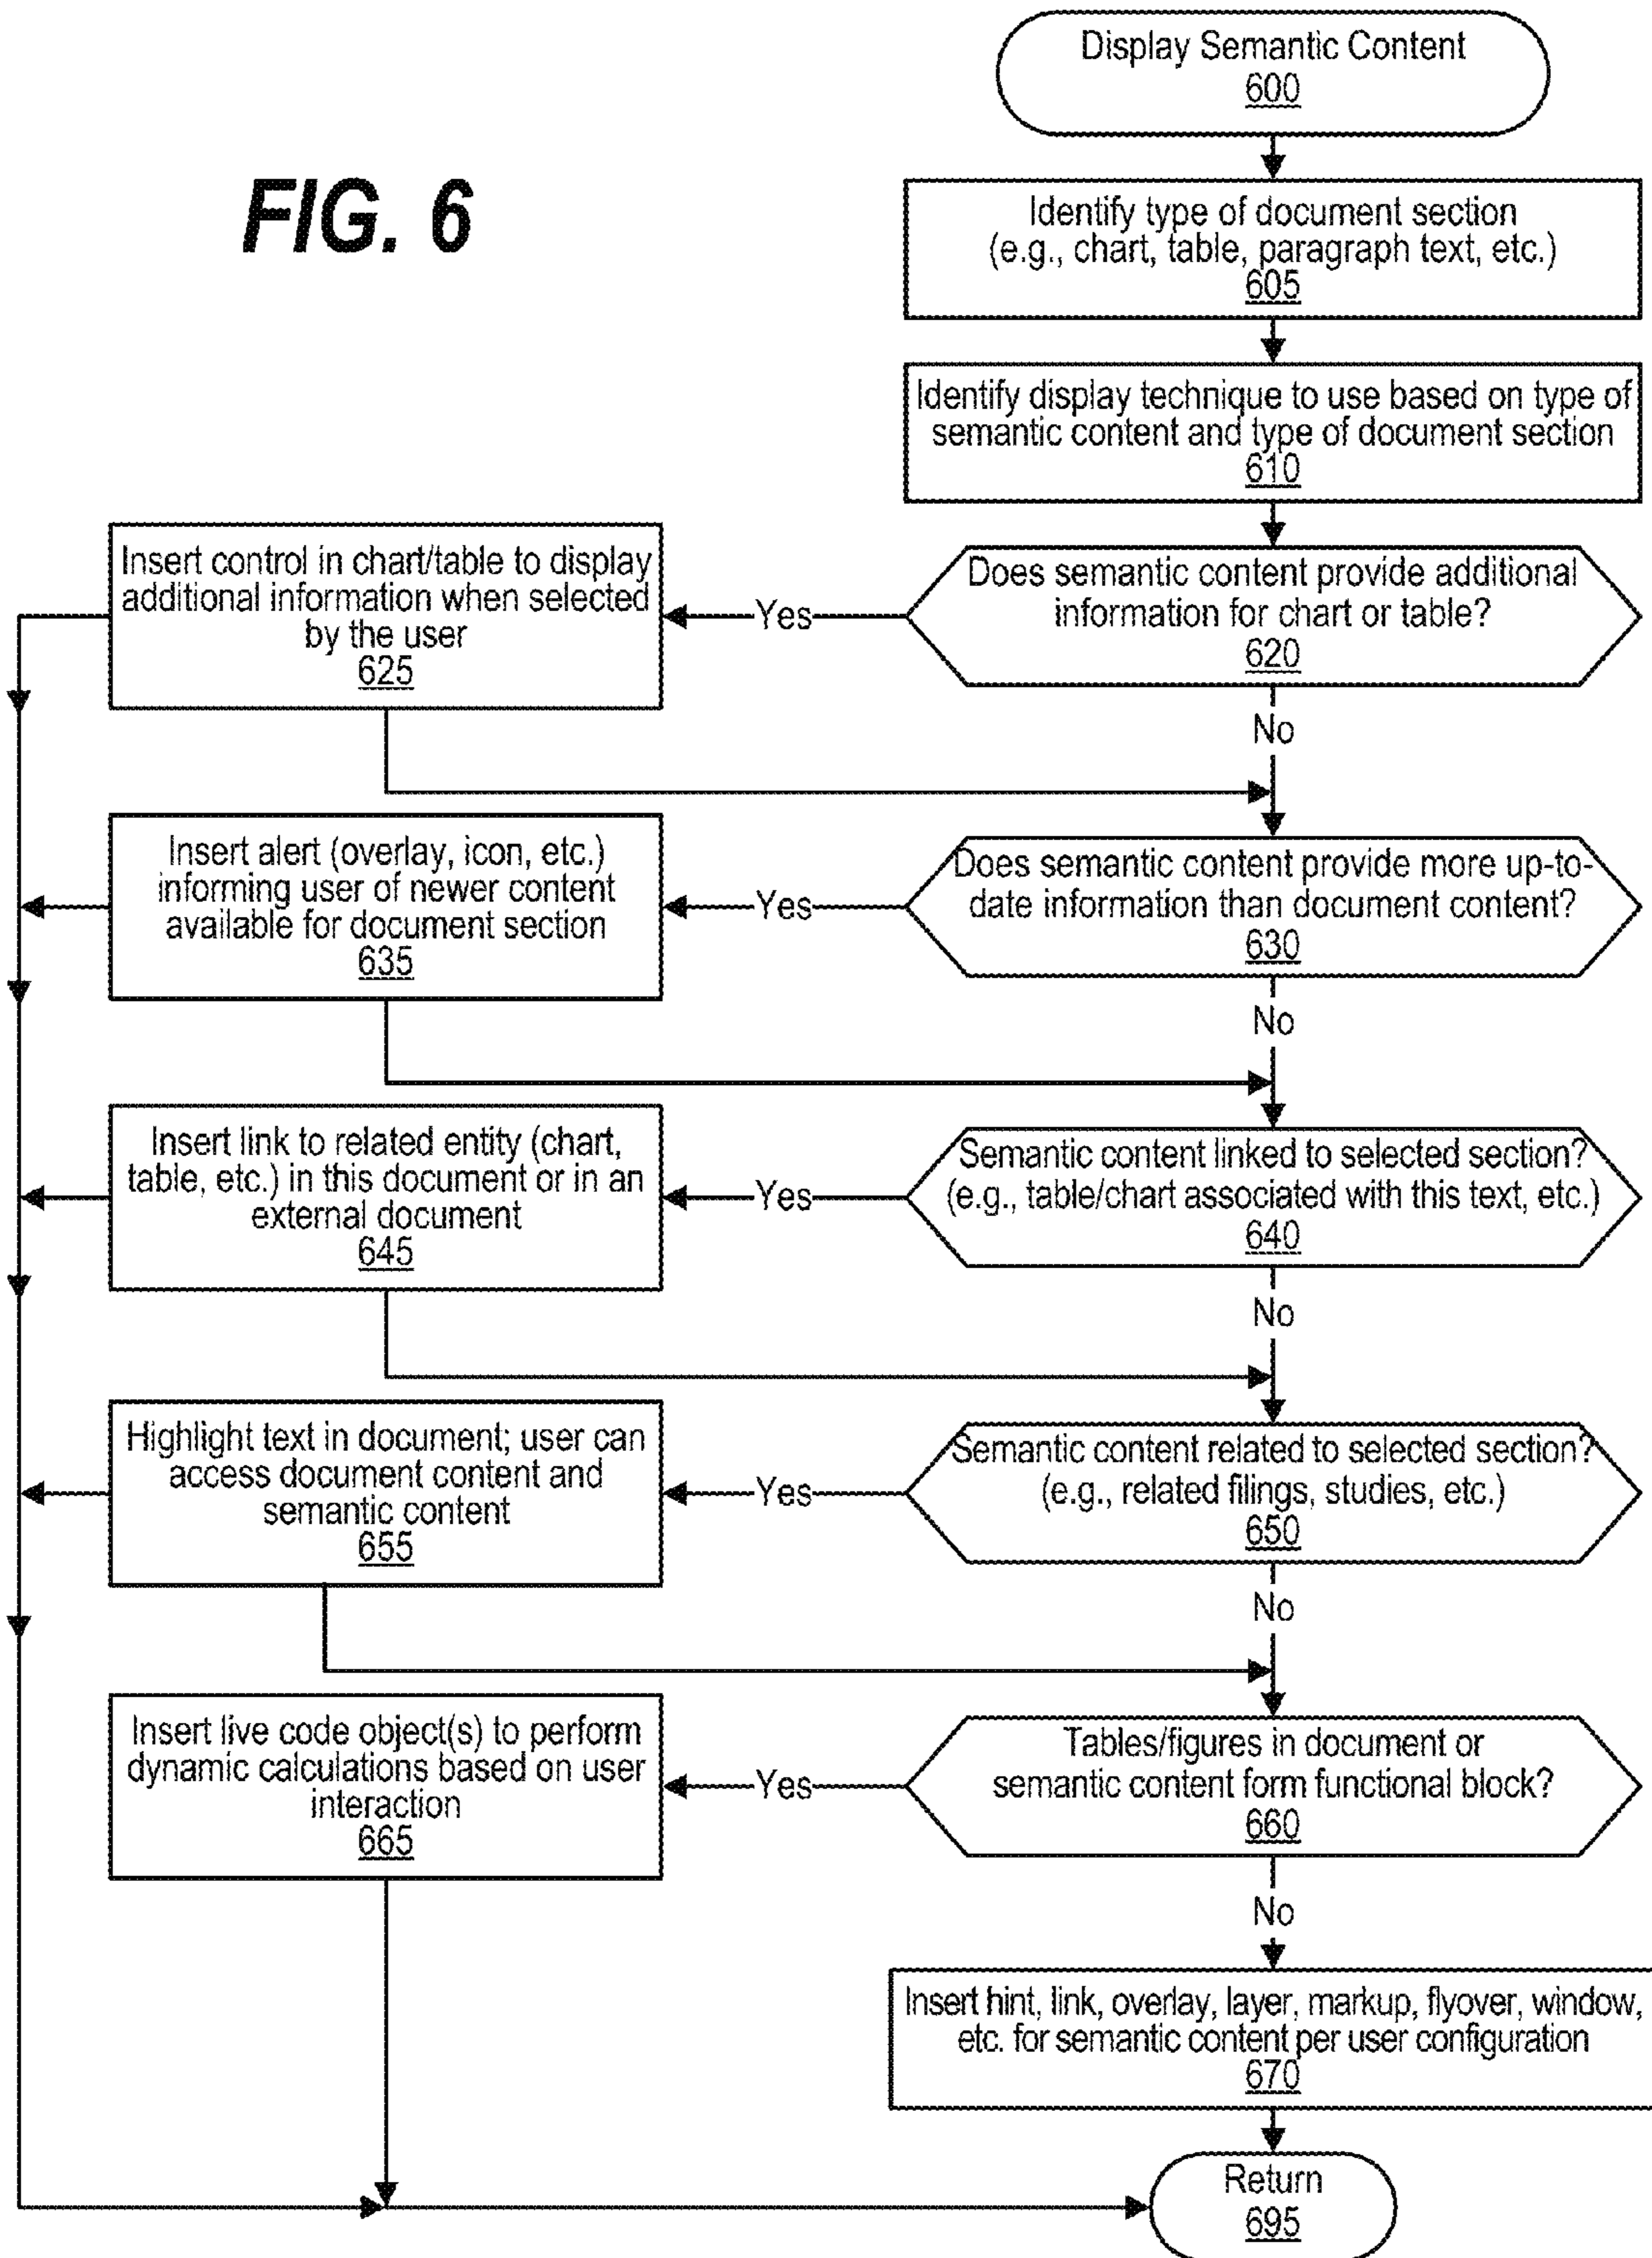 FIG. 6
Display Semantic Content
600
Identify type of document section
(e.g., chart, table, paragraph text, etc.)
605
Identify display technique to use based on type of
semantic content and type of document section
610
Does semantic content provide additional
information for chart or table?
620
Yes
Insert control in chart/table to display
additional information when selected
by the user
625
No
Does semantic content provide more up-to-
date information than document content?
630
Yes
Insert alert (overlay, icon, etc.)
informing user of newer content
available for document section
635
No
Semantic content linked to selected section?
(e.g., table/chart associated with this text, etc.)
640
Yes
Insert link to related entity (chart,
table, etc.) in this document or in an
external document
645
No
Semantic content related to selected section?
(e.g., related filings, studies, etc.)
650
Yes
Highlight text in document; user can
access document content and
semantic content
655
No
Tables/figures in document or
semantic content form functional block?
660
Yes
Insert live code object(s) to perform
dynamic calculations based on user
interaction
665
No
Insert hint, link, overlay, layer, markup, flyover, window,
etc. for semantic content per user configuration
670
Return
695